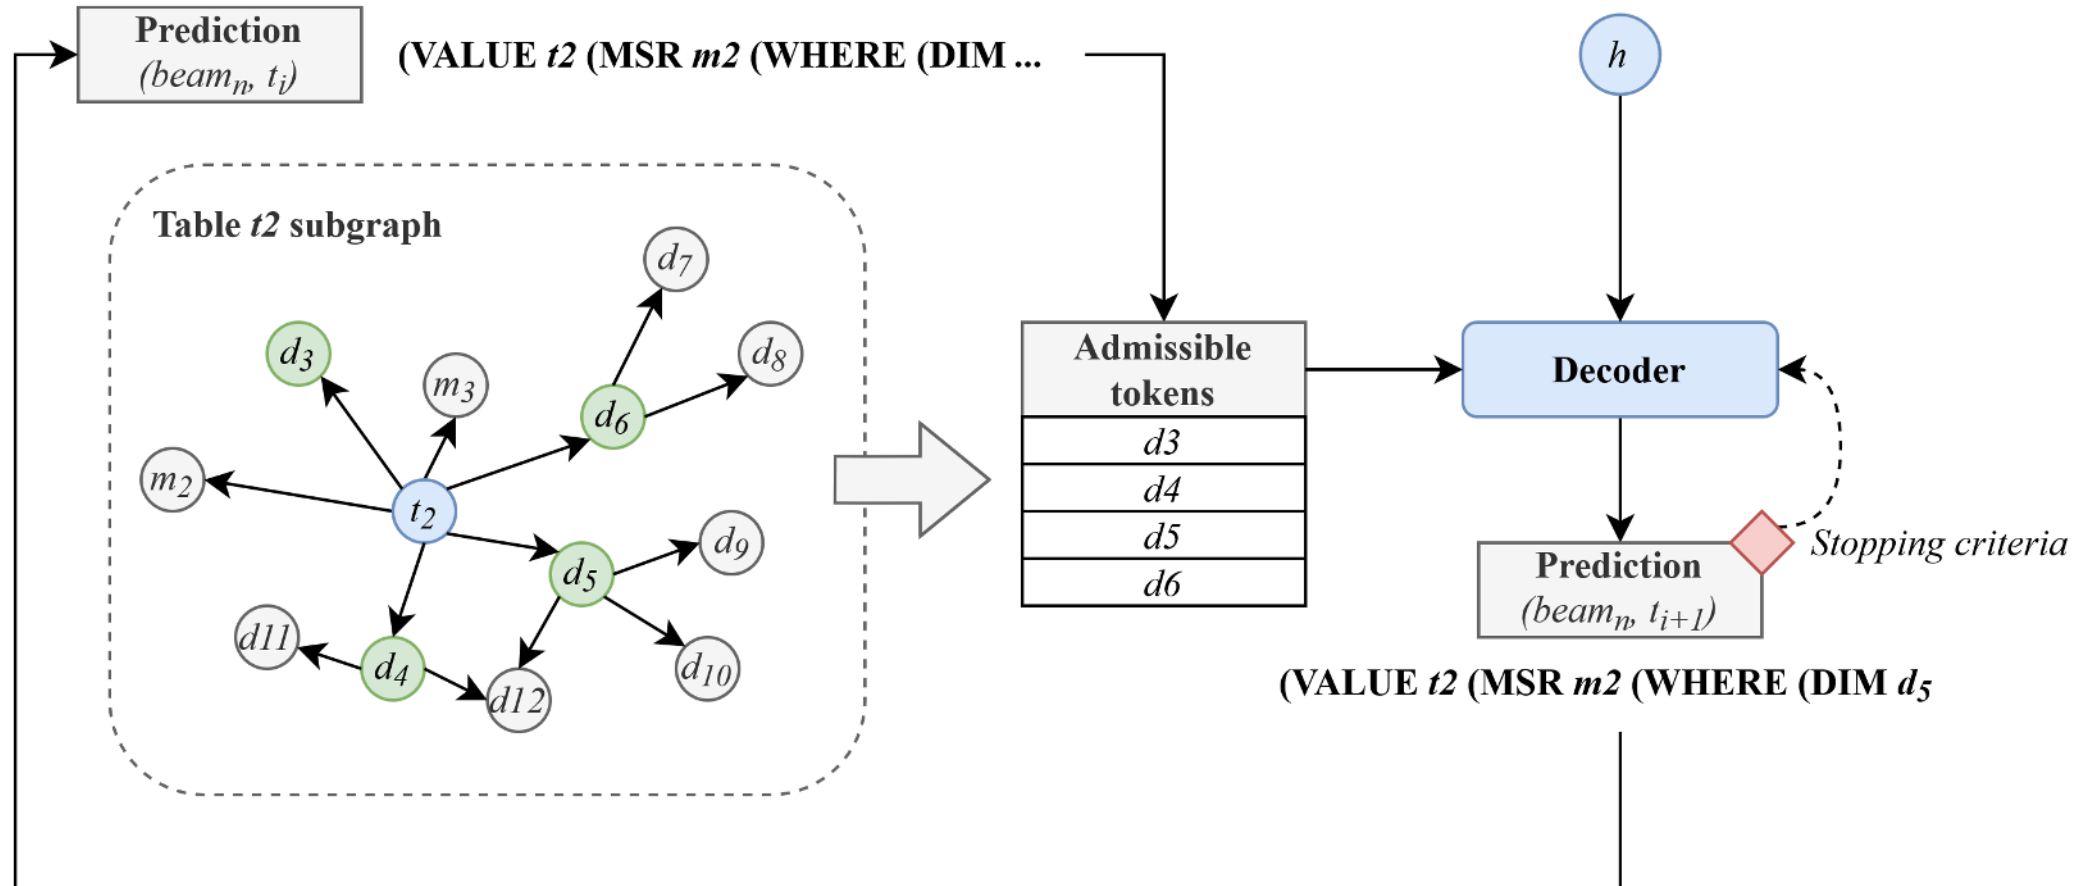 Prediction
(beamn, ti)
(VALUE t2 (MSR m2 (WHERE (DIM ...
h
Table t2 subgraph
d7
d3
m3
d8
d6
m2
t2
d9
d5
d11
d4
d10
d12
Admissible
tokens
d3
d4
d5
d6
Decoder
Stopping criteria
Prediction
(beamn, ti+1)
(VALUE t2 (MSR m2 (WHERE (DIM d5